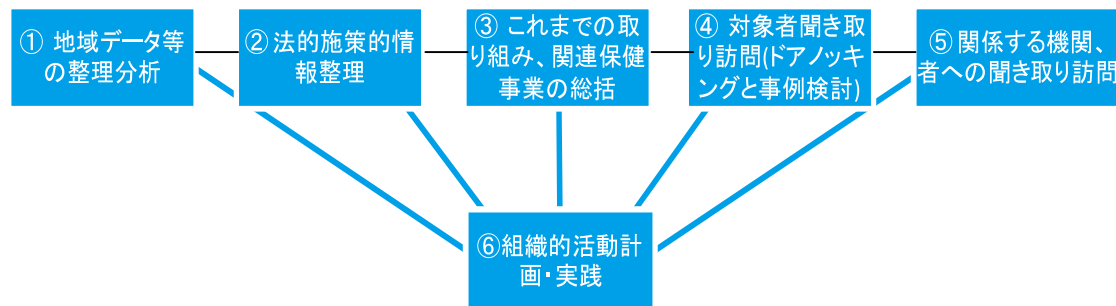 ① 地域データ等
の整理分析
② 法的施策的情
報整理
③ これまでの取
り組み、関連保健
事業の総括
④ 対象者聞き取
り訪問(ドアノッキ
ングと事例検討)
⑤関係する機関、
者への聞き取り訪問
⑥組織的活動計
画・実践